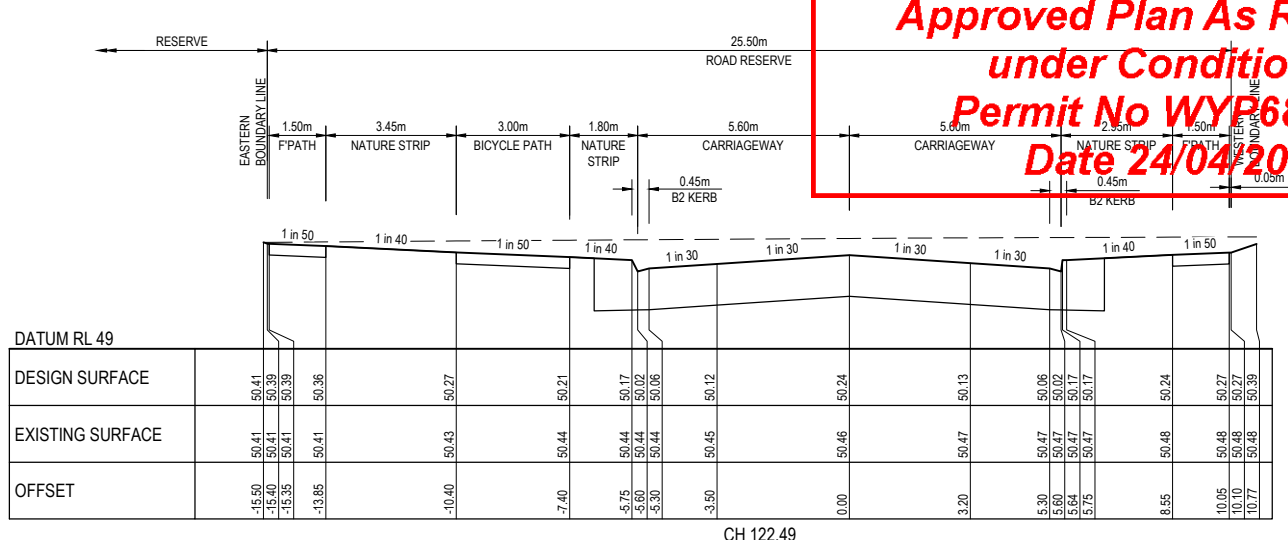 Approved Plan As R
under Conditio
Permit No WYP68
Date 24/04/20
RESERVE
25.50m
ROAD RESERVE
EASTERN
BOUNDARY LINE
1.50m
F'PATH
3.45m
NATURE STRIP
3.00m
BICYCLE PATH
1.80m
NATURE
STRIP
5.60m
CARRIAGEWAY
5.60m
CARRIAGEWAY
2.95m
NATURE STRIP
1.50m
F'PATH
WESTERN
BOUNDARY LINE
0.45m
B2 KERB
0.45m
B2 KERB
0.05m
1 in 50
1 in 40
1 in 50
1 in 40
1 in 30
1 in 30
1 in 30
1 in 30
1 in 40
1 in 50
DATUM RL 49
DESIGN SURFACE 50.41 50.39 50.39 50.36 50.27 50.21 50.17 50.02 50.06 50.12 50.24 50.13 50.06 50.02 50.17 50.17 50.24 50.27 50.27 50.39
EXISTING SURFACE 50.41 50.41 50.41 50.41 50.43 50.44 50.44 50.44 50.44 50.45 50.46 50.47 50.47 50.47 50.47 50.47 50.48 50.48 50.48 50.48
OFFSET -15.50 -15.40 -15.35 -13.85 -10.40 -7.40 -5.75 -5.60 -5.30 -3.50 0.00 3.20 5.30 5.60 5.64 5.75 8.55 10.05 10.10 10.77
CH 122.49